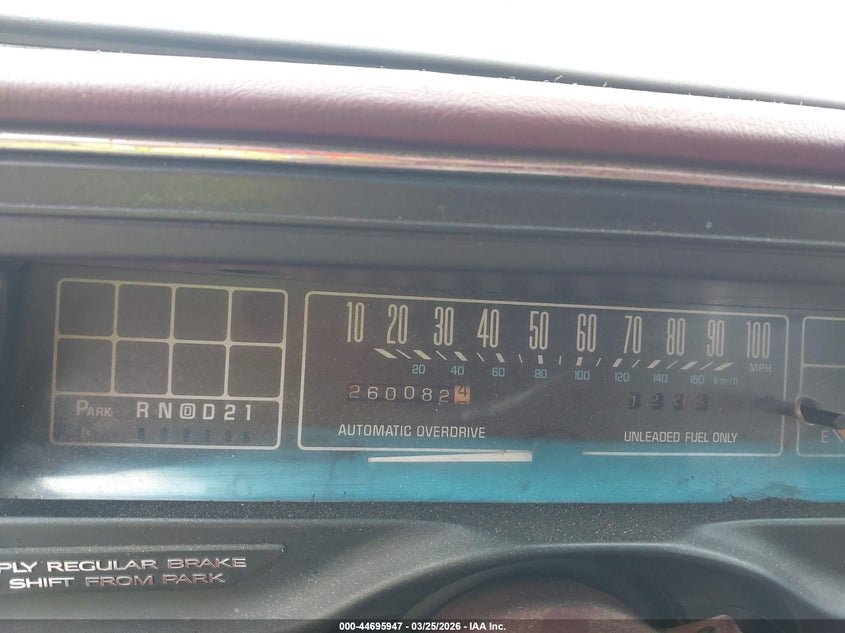 10 20 30 40 50 60 70 80 90 100
MPH
20 40 60 80 100 120 140 160 km/h
2600824
PARK R N D D 2 1
AUTOMATIC OVERDRIVE
UNLEADED FUEL ONLY
E
PLY REGULAR BRAKE
SHIFT FROM PARK
000-44695947 - 03/25/2026 - IAA Inc.